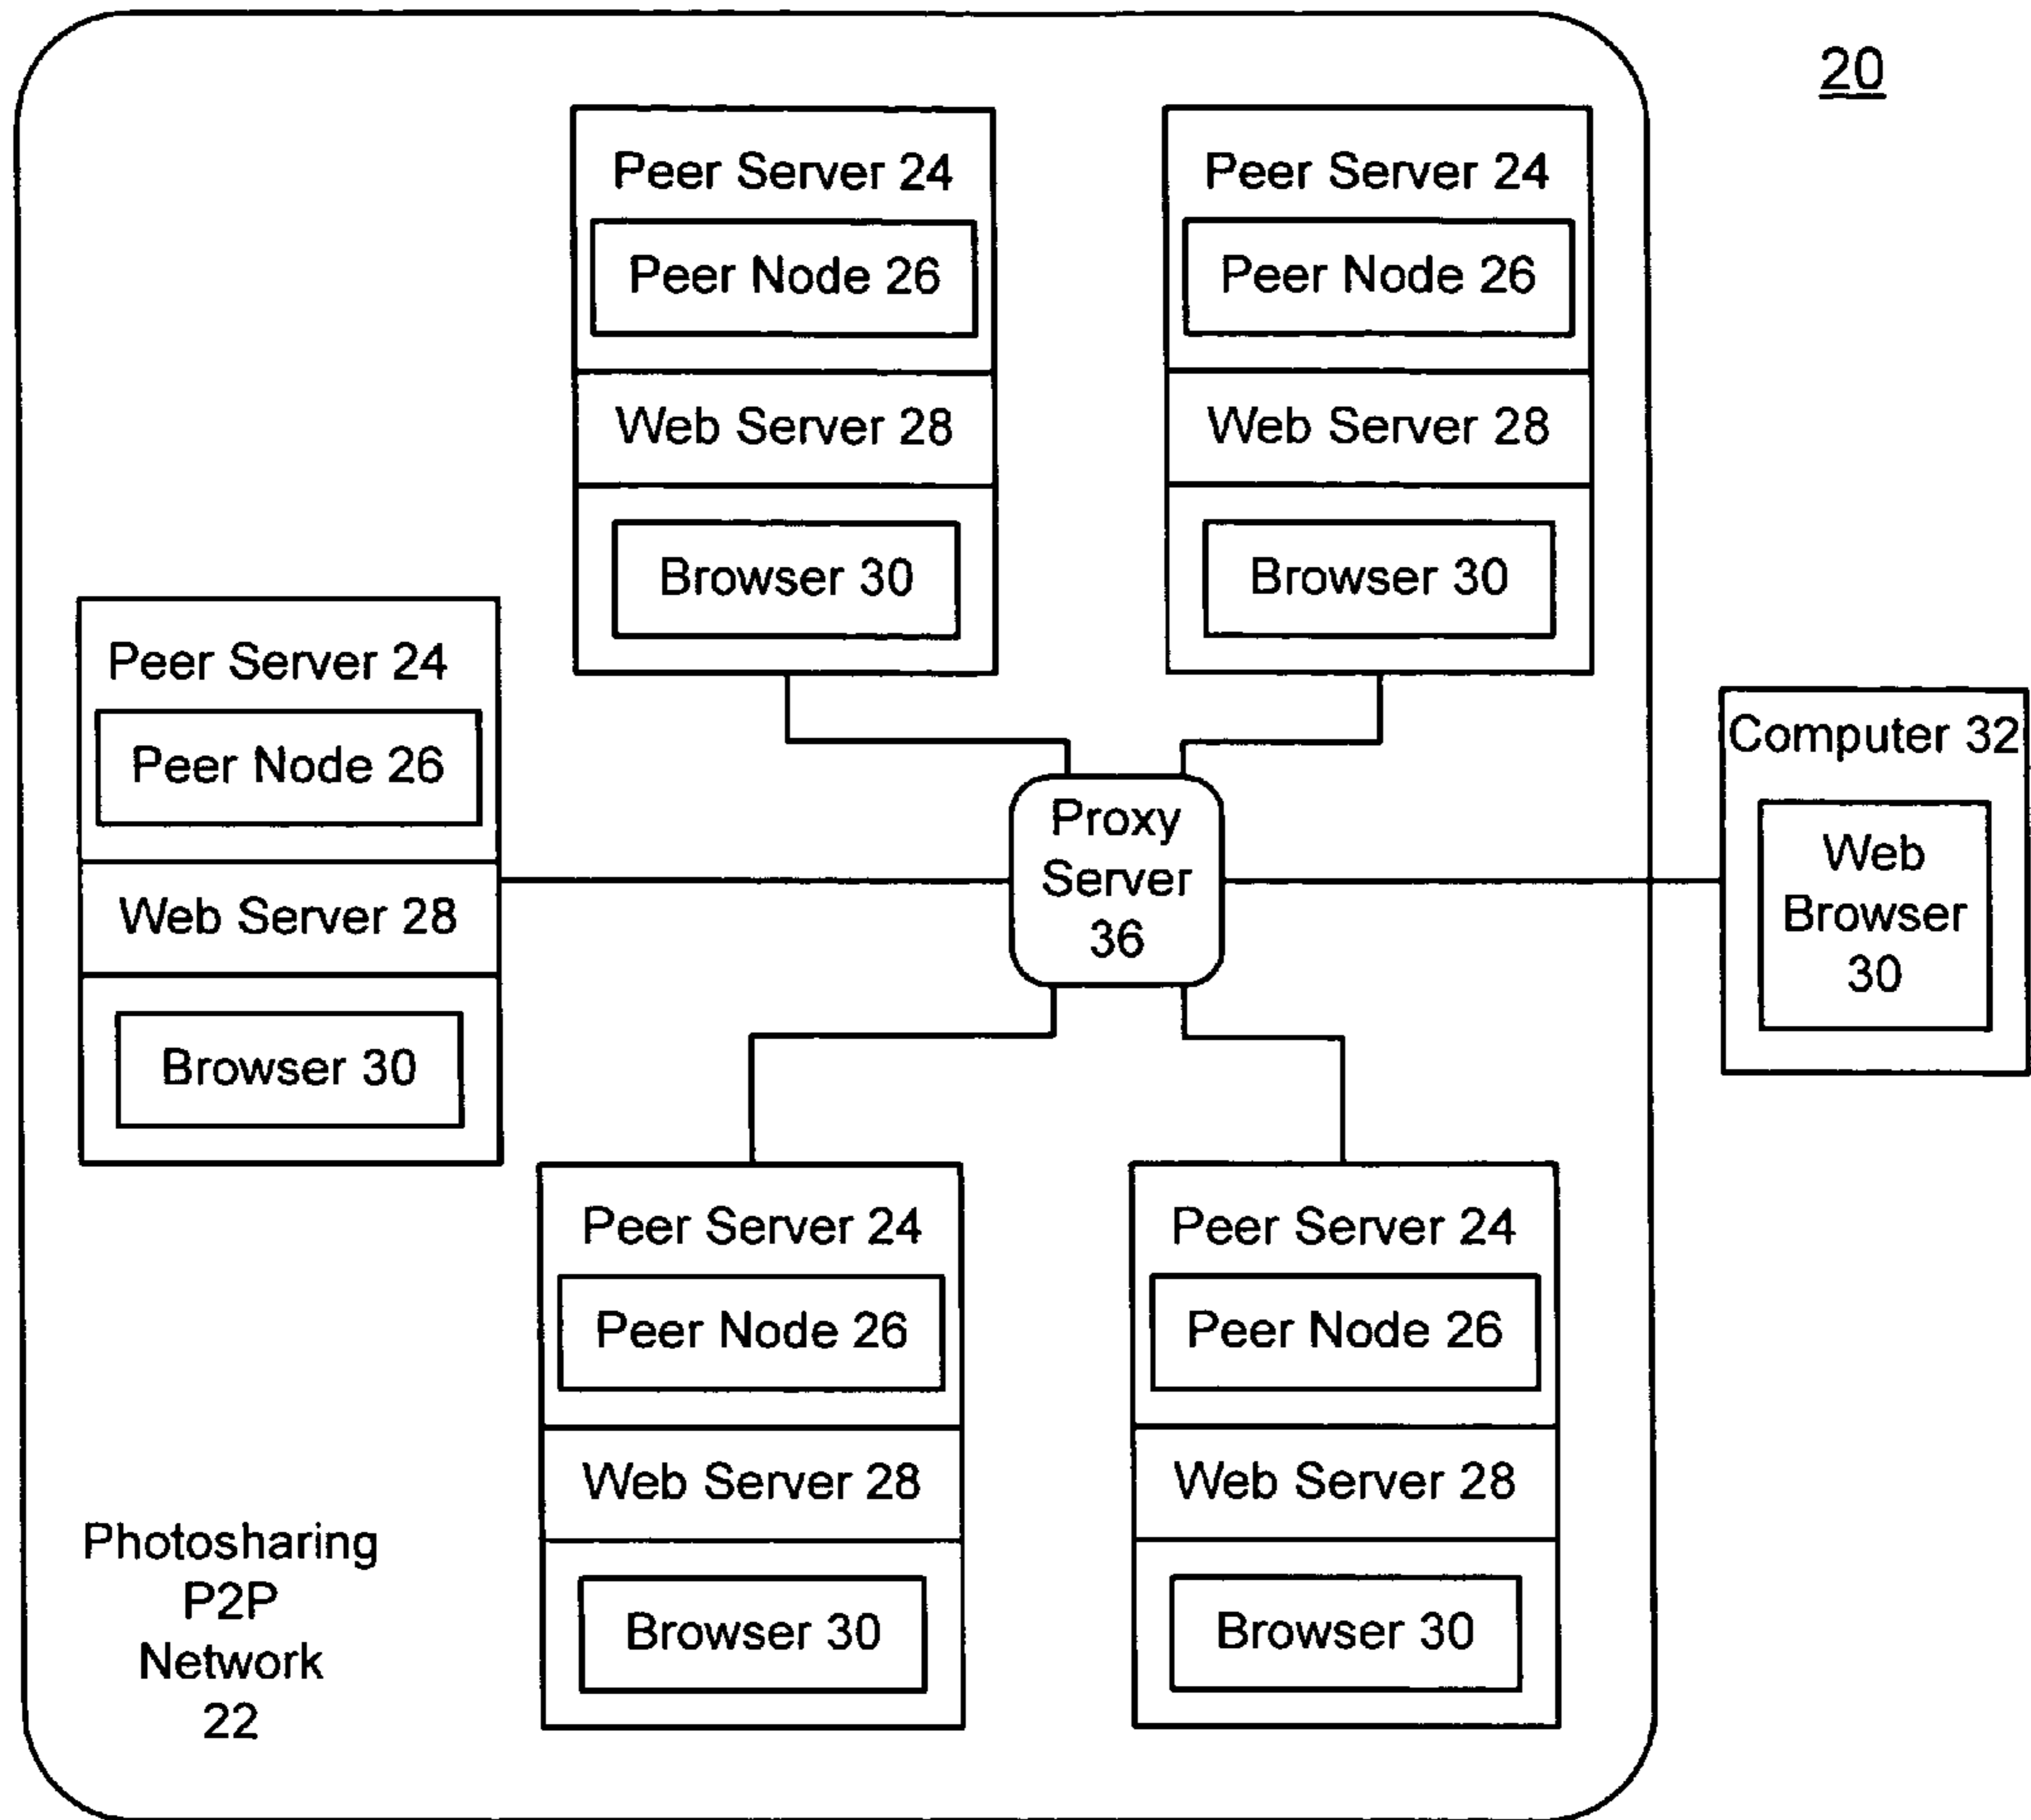 20
Peer Server 24
Peer Node 26
Web Server 28
Browser 30
Peer Server 24
Peer Node 26
Web Server 28
Browser 30
Peer Server 24
Peer Node 26
Web Server 28
Browser 30
Proxy
Server
36
Computer 32
Web
Browser
30
Peer Server 24
Peer Node 26
Web Server 28
Browser 30
Peer Server 24
Peer Node 26
Web Server 28
Browser 30
Photosharing
P2P
Network
22